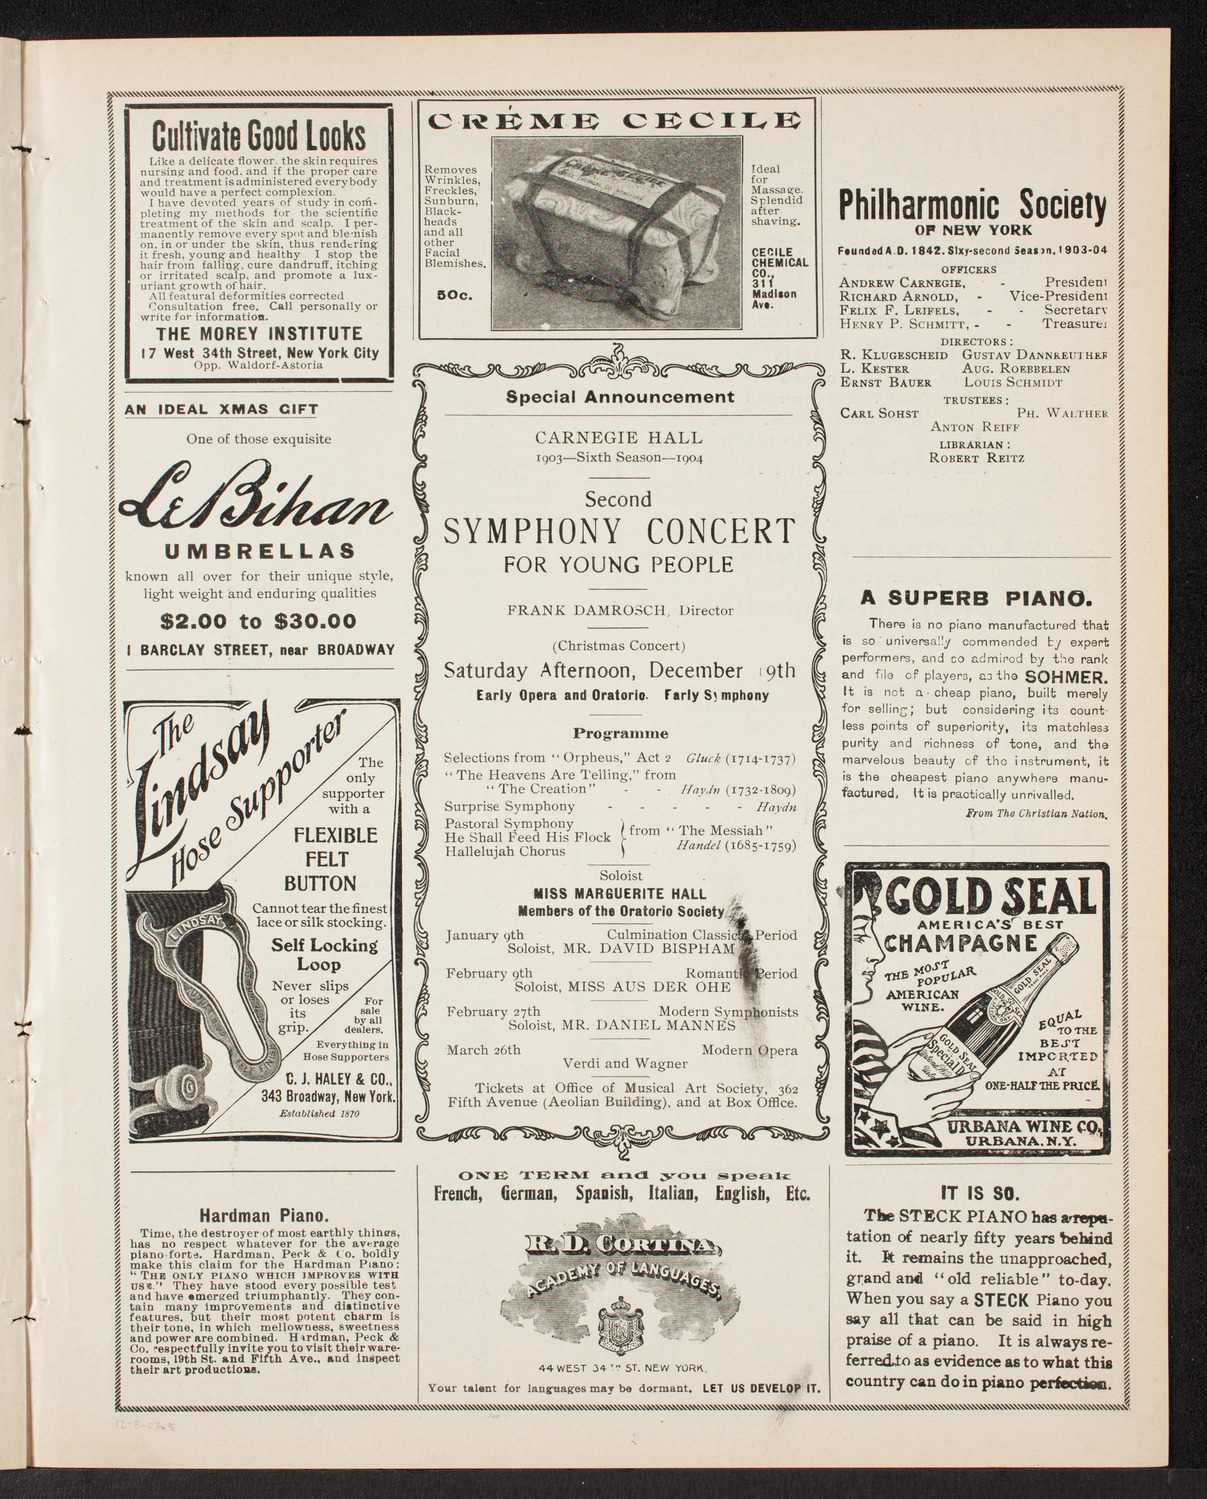 Cultivate Good Looks
Like a delicate flower, the skin requires
nursing and food, and if the proper care
and treatment is administered everybody
would have a perfect complexion.
I have devoted years of study in com-
pleting my methods for the scientific
treatment of the skin and scalp. I per-
manently remove every spot and blemish
on, in or under the skin, thus rendering
it fresh, young and healthy I stop the
hair from falling, cure dandruff, itching
or irritated scalp, and promote a lux-
uriant growth of hair.
All featural deformities corrected
Consultation free. Call personally or
write for information.
THE MOREY INSTITUTE
17 West 34th Street, New York City
Opp. Waldorf-Astoria
AN IDEAL XMAS GIFT
One of those exquisite
LeBihan
UMBRELLAS
known all over for their unique style,
light weight and enduring qualities
$2.00 to $30.00
1 BARCLAY STREET, near BROADWAY
The
Lindsay
Hose Supporter
The
only
supporter
with a
FLEXIBLE
FELT
BUTTON
Cannot tear the finest
lace or silk stocking.
Self Locking
Loop
Never slips
or loses
its
grip.
For
sale
by all
dealers.
Everything in
Hose Supporters
C. J. HALEY & CO.,
343 Broadway, New York.
Established 1870
LINDSAY
Hardman Piano.
Time, the destroyer of most earthly things,
has no respect whatever for the average
piano-forte. Hardman, Peck & Co. boldly
make this claim for the Hardman Piano:
"THE ONLY PIANO WHICH IMPROVES WITH
USE." They have stood every possible test
and have emerged triumphantly. They con-
tain many improvements and distinctive
features, but their most potent charm is
their tone, in which mellowness, sweetness
and power are combined. Hardman, Peck &
Co. respectfully invite you to visit their ware-
rooms, 19th St. and Fifth Ave., and inspect
their art productions.
CRÉME CECILE
Removes
Wrinkles,
Freckles,
Sunburn,
Black-
heads
and all
other
Facial
Blemishes.
50c.
Ideal
for
Massage.
Splendid
after
shaving.
CECILE
CHEMICAL
CO.,
311
Madison
Ave.
Special Announcement
CARNEGIE HALL
1903—Sixth Season—1904
Second
SYMPHONY CONCERT
FOR YOUNG PEOPLE
FRANK DAMROSCH, Director
(Christmas Concert)
Saturday Afternoon, December 19th
Early Opera and Oratorio. Early Symphony
Programme
Selections from "Orpheus," Act 2 Gluck (1714-1737)
"The Heavens Are Telling," from
"The Creation" - - Haydn (1732-1809)
Surprise Symphony - - - - - Haydn
Pastoral Symphony
He Shall Feed His Flock
Hallelujah Chorus
from "The Messiah"
Handel (1685-1759)
Soloist
MISS MARGUERITE HALL
Members of the Oratorio Society
January 9th Culmination Classical Period
Soloist, MR. DAVID BISPHAM
February 9th Romantic Period
Soloist, MISS AUS DER OHE
February 27th Modern Symphonists
Soloist, MR. DANIEL MANNES
March 26th Modern Opera
Verdi and Wagner
Tickets at Office of Musical Art Society, 362
Fifth Avenue (Aeolian Building), and at Box Office.
ONE TERM and you speak
French, German, Spanish, Italian, English, Etc.
R. D. CORTINA,
ACADEMY OF LANGUAGES,
44 WEST 34TH ST. NEW YORK.
Your talent for languages may be dormant. LET US DEVELOP IT.
Philharmonic Society
OF NEW YORK
Founded A.D. 1842. Sixy-second Season, 1903-04
OFFICERS
ANDREW CARNEGIE, - President
RICHARD ARNOLD, - Vice-President
FELIX F. LEIFELS, - - Secretary
HENRY P. SCHMITT, - - Treasurer
DIRECTORS:
R. KLUGESCHEID GUSTAV DANNREUTHER
L. KESTER AUG. ROEBBELEN
ERNST BAUER LOUIS SCHMIDT
TRUSTEES:
CARL SOHST PH. WALTHER
ANTON REIFF
LIBRARIAN:
ROBERT REITZ
A SUPERB PIANO.
There is no piano manufactured that
is so universally commended by expert
performers, and so admired by the rank
and file of players, as the SOHMER.
It is not a cheap piano, built merely
for selling; but considering its count-
less points of superiority, its matchless
purity and richness of tone, and the
marvelous beauty of the instrument, it
is the cheapest piano anywhere manu-
factured. It is practically unrivalled.
From The Christian Nation.
GOLD SEAL
AMERICA'S BEST
CHAMPAGNE
THE MOST
POPULAR
AMERICAN
WINE.
GOLD SEAL
GOLD SEAL
Special Dry
EQUAL
TO THE
BEST
IMPORTED
AT
ONE-HALF THE PRICE.
URBANA WINE CO.,
URBANA, N.Y.
IT IS SO.
The STECK PIANO has a repu-
tation of nearly fifty years behind
it. It remains the unapproached,
grand and "old reliable" to-day.
When you say a STECK Piano you
say all that can be said in high
praise of a piano. It is always re-
ferred to as evidence as to what this
country can do in piano perfection.
12-8-03.5